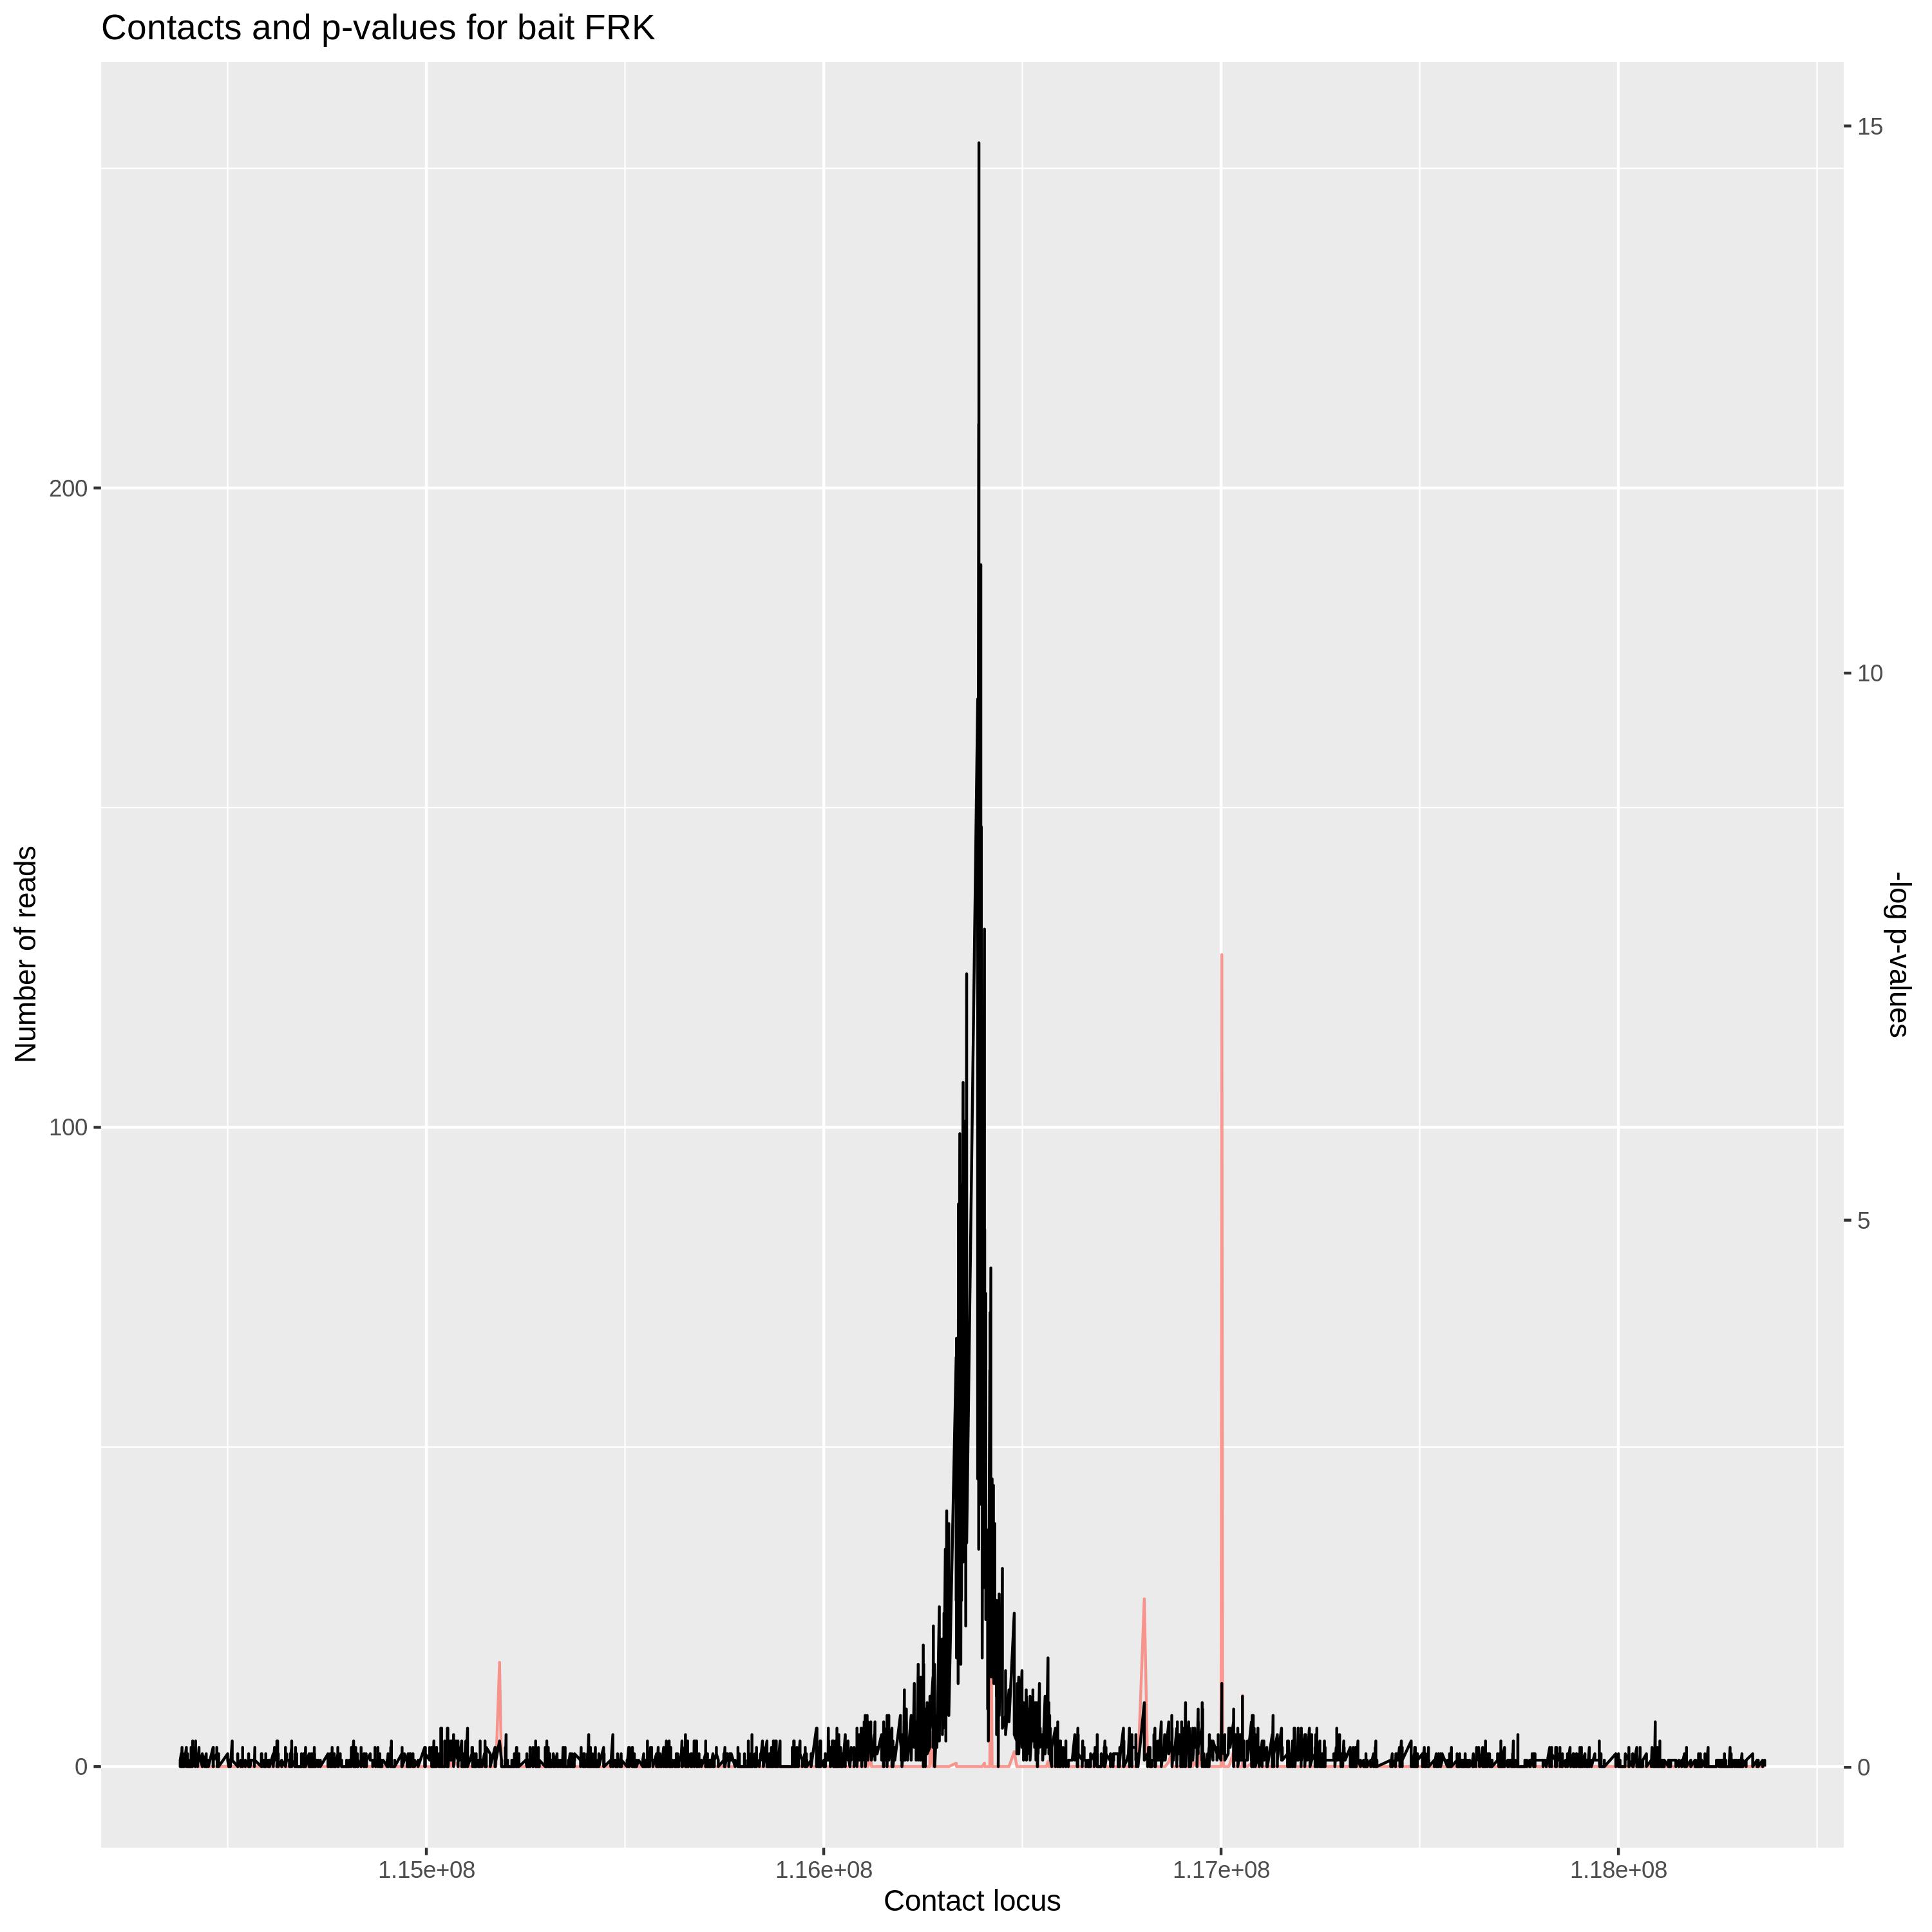 Contacts and p-values for bait FRK
Number of reads
200
100
0
15
10
5
0
-log p-values
1.15e+08
1.16e+08
1.17e+08
1.18e+08
Contact locus